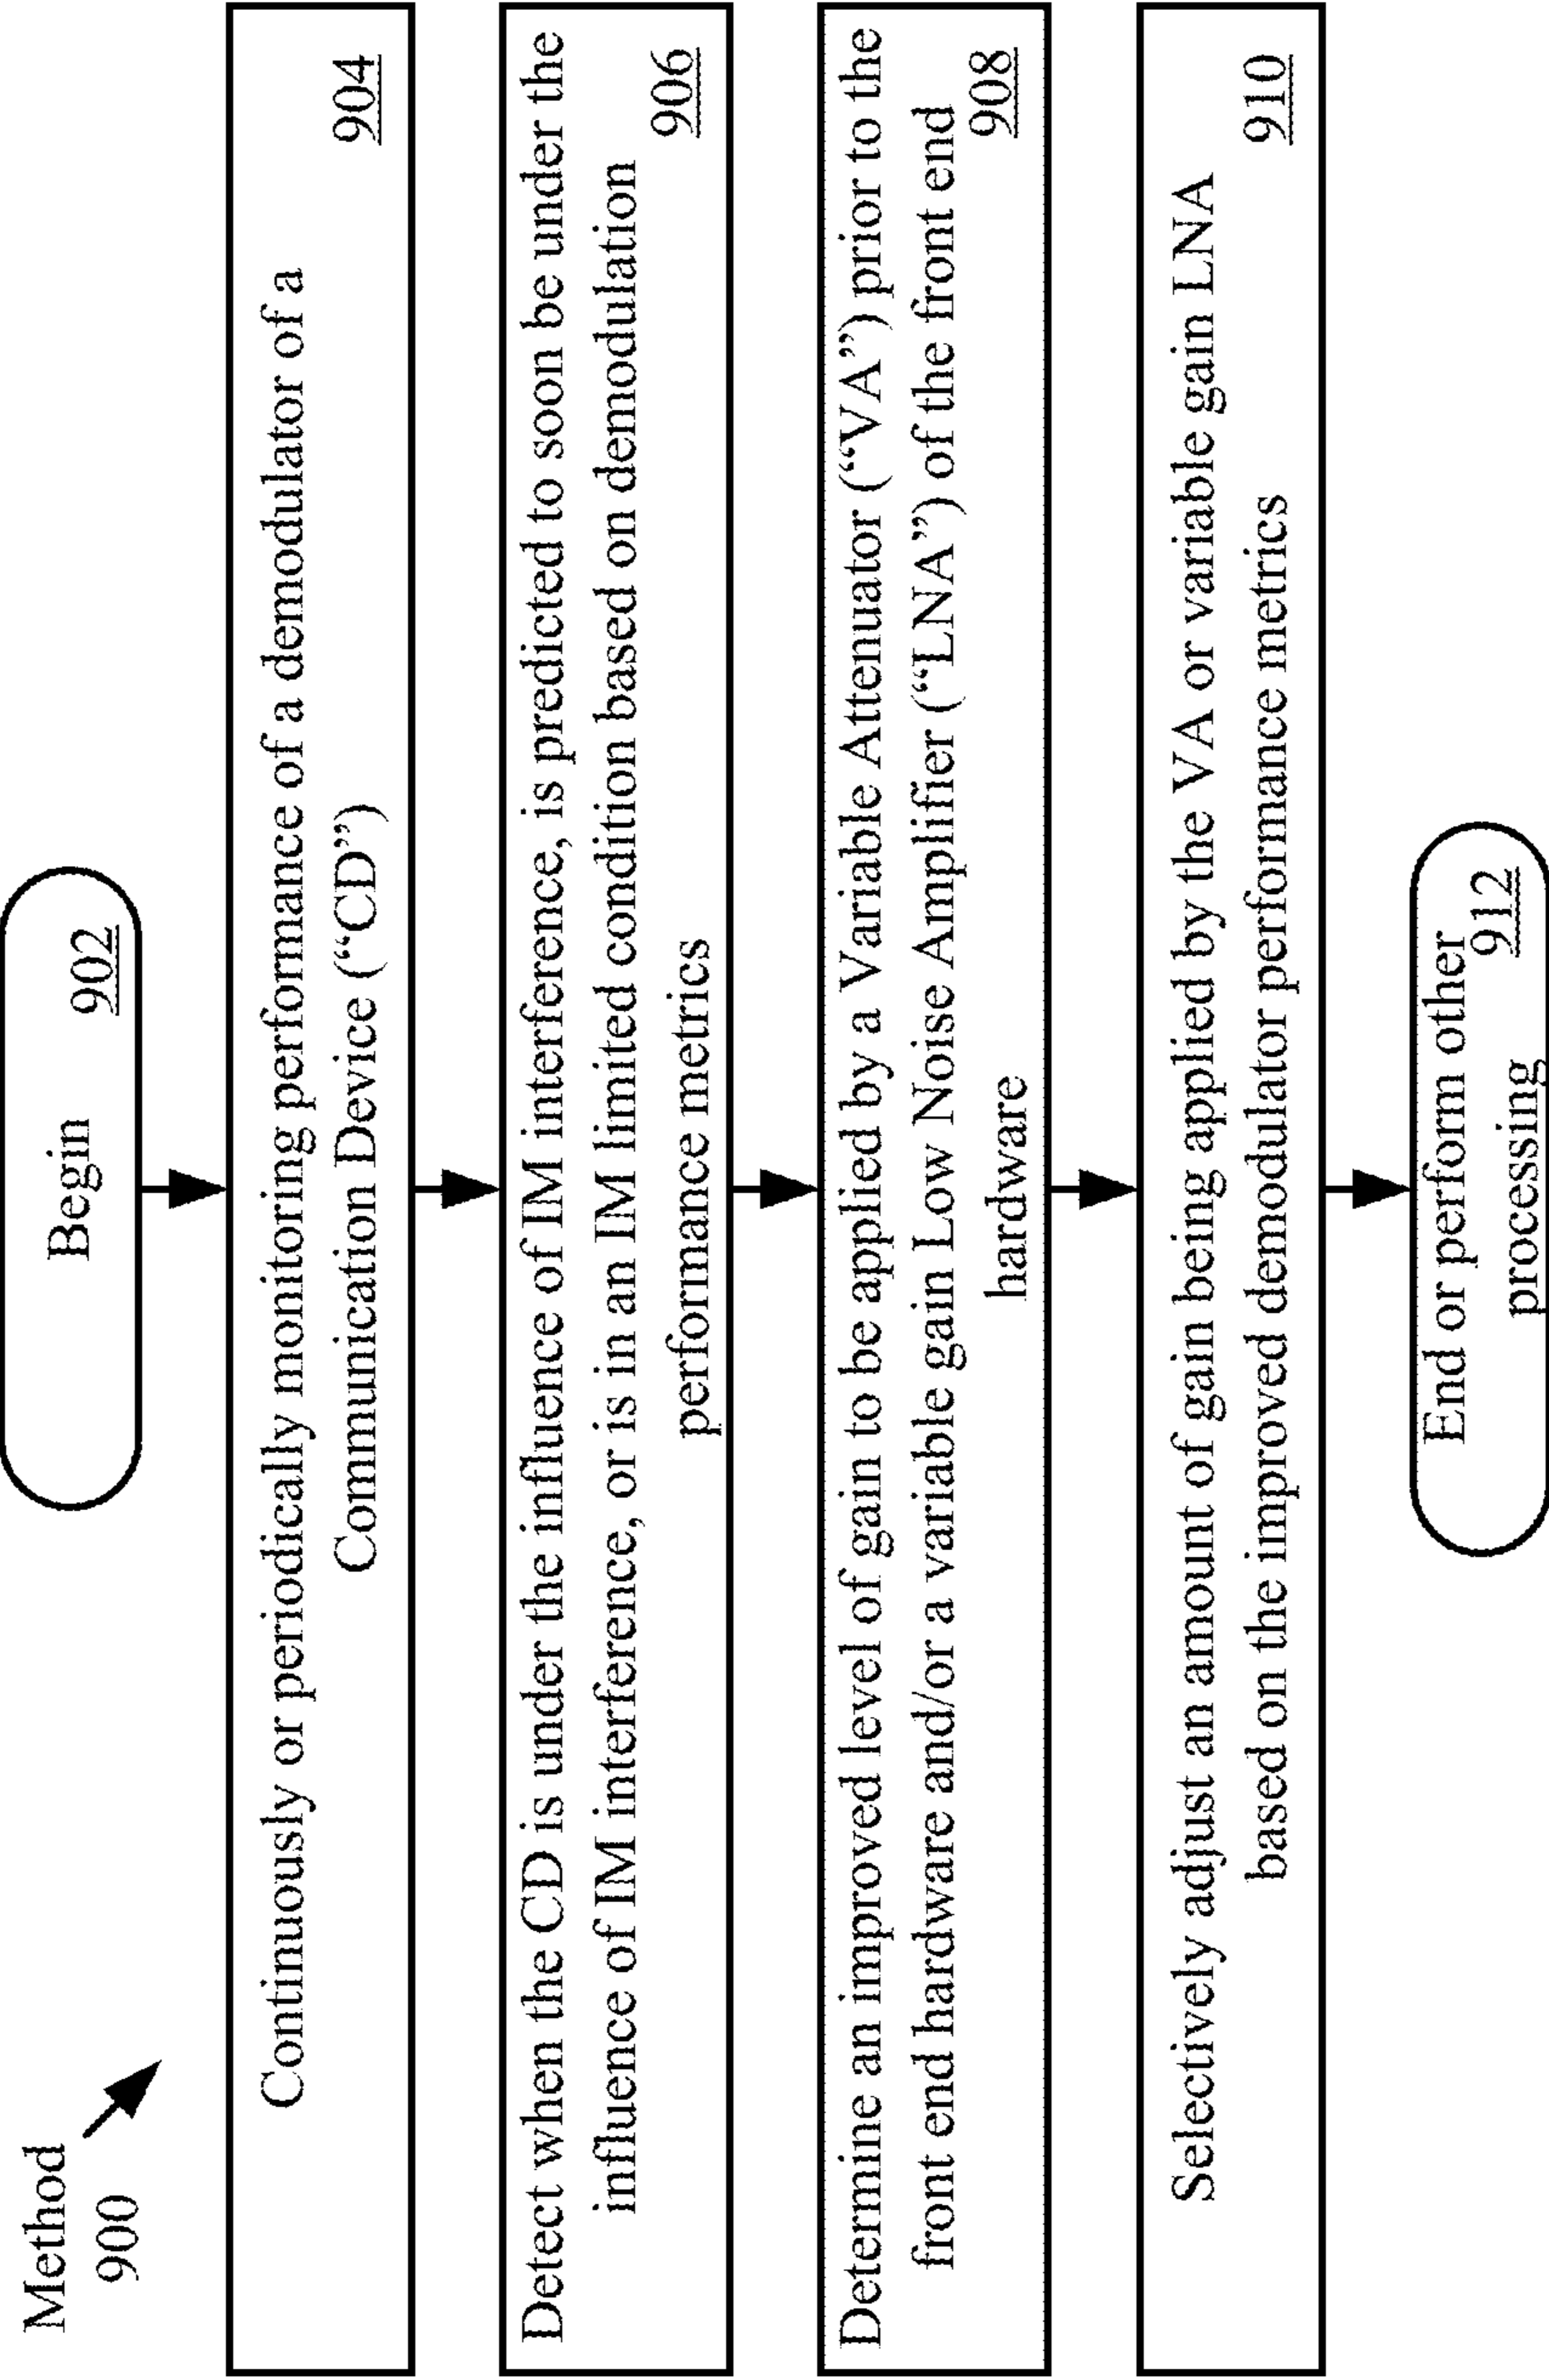 Method
900
Begin
902
Continuously or periodically monitoring performance of a demodulator of a
Communication Device (“CD”)
904
Detect when the CD is under the influence of IM interference, is predicted to soon be under the
influence of IM interference, or is in an IM limited condition based on demodulation
performance metrics
906
Determine an improved level of gain to be applied by a Variable Attenuator (“VA”) prior to the
front end hardware and/or a variable gain Low Noise Amplifier (“LNA”) of the front end
hardware
908
Selectively adjust an amount of gain being applied by the VA or variable gain LNA
based on the improved demodulator performance metrics
910
End or perform other
processing
912